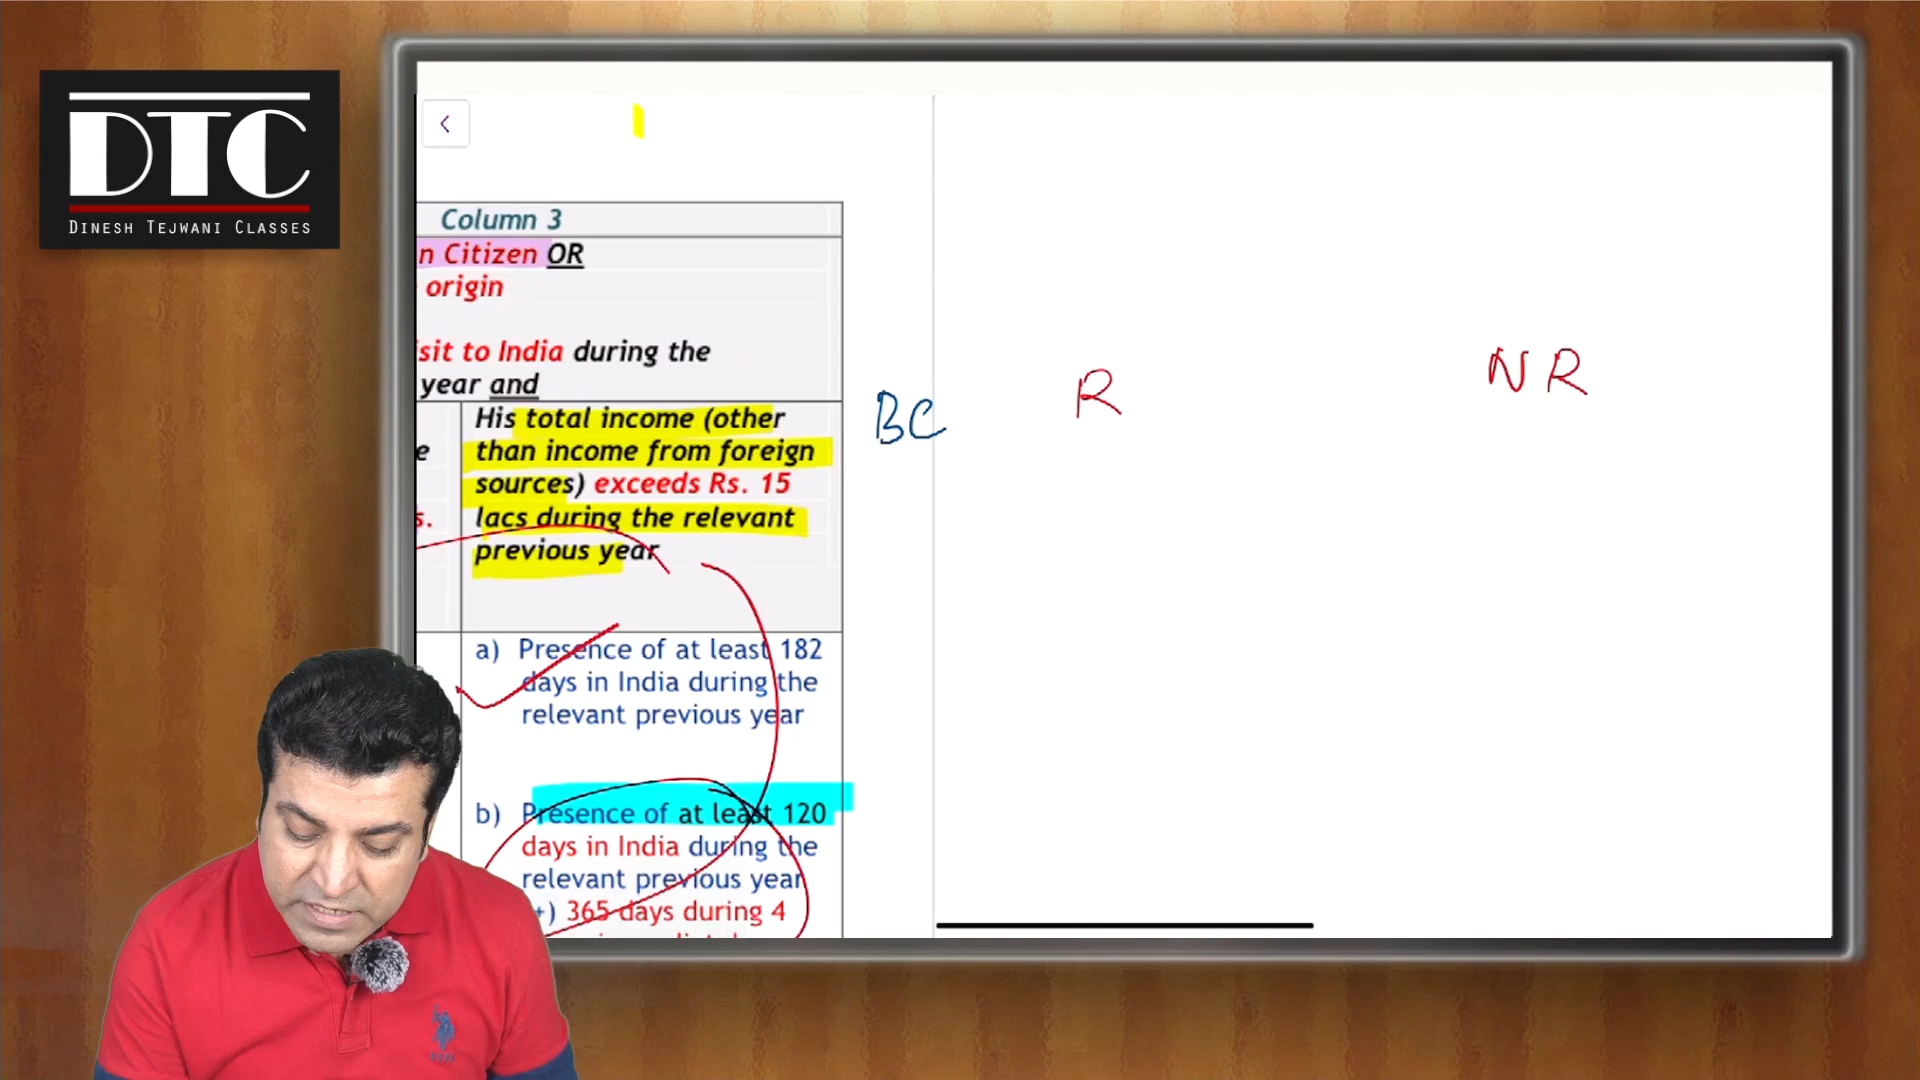 DTC
DINESH TEJWANI CLASSES
Column 3
n Citizen OR
origin
sit to India during the
year and
His total income (other
than income from foreign
sources) exceeds Rs. 15
lacs during the relevant
previous year
e
s.
BC
R
NR
a) Presence of at least 182
days in India during the
relevant previous year
b) Presence of at least 120
days in India during the
relevant previous year
+) 365 days during 4